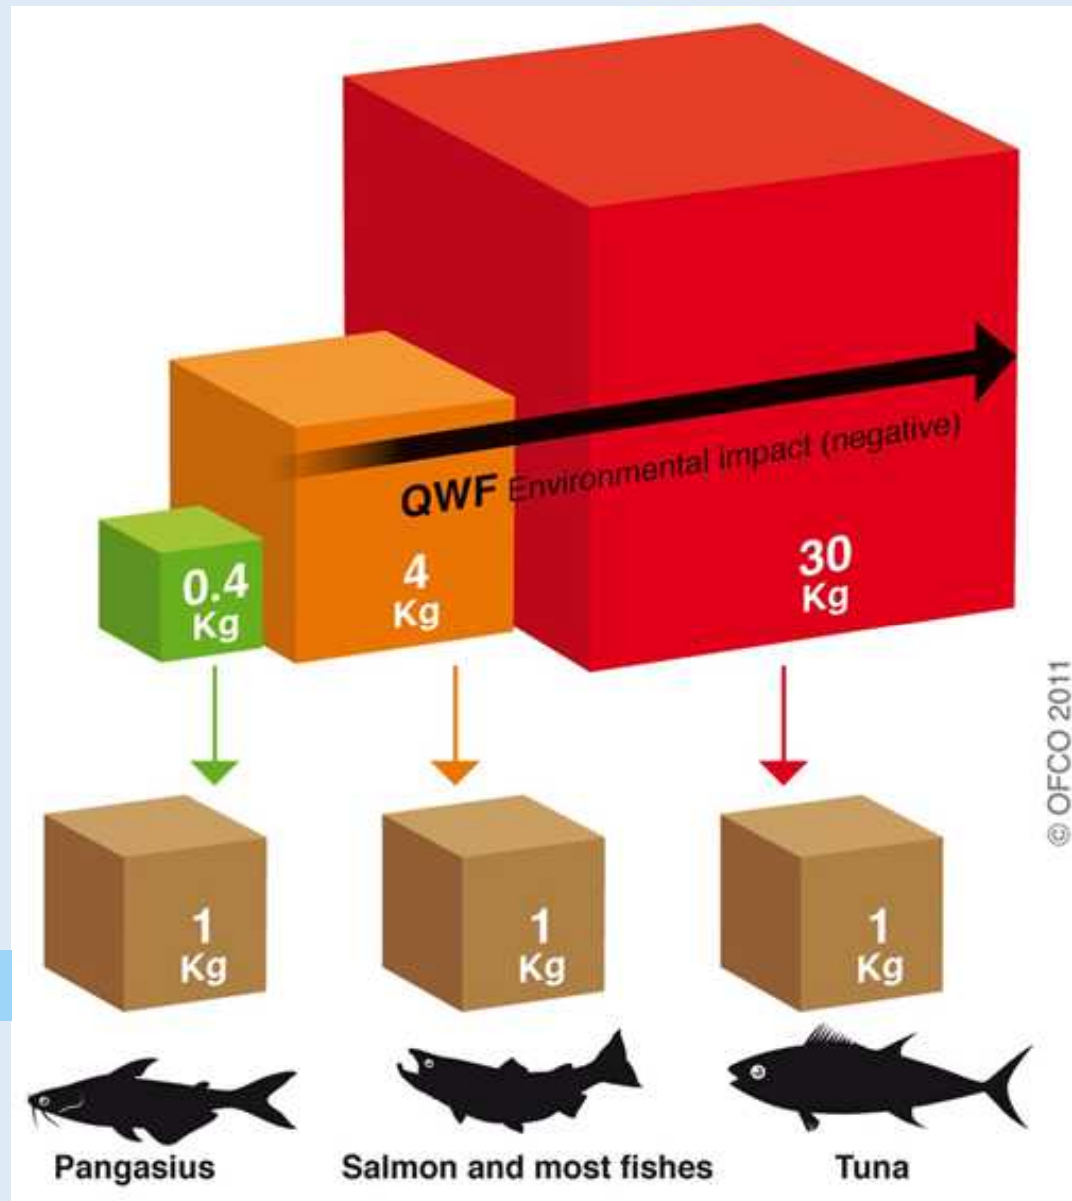 QWF Environmental impact (negative)
0.4
Kg
4
Kg
30
Kg
1
Kg
1
Kg
1
Kg
Pangasius
Salmon and most fishes
Tuna
© OFCO 2011